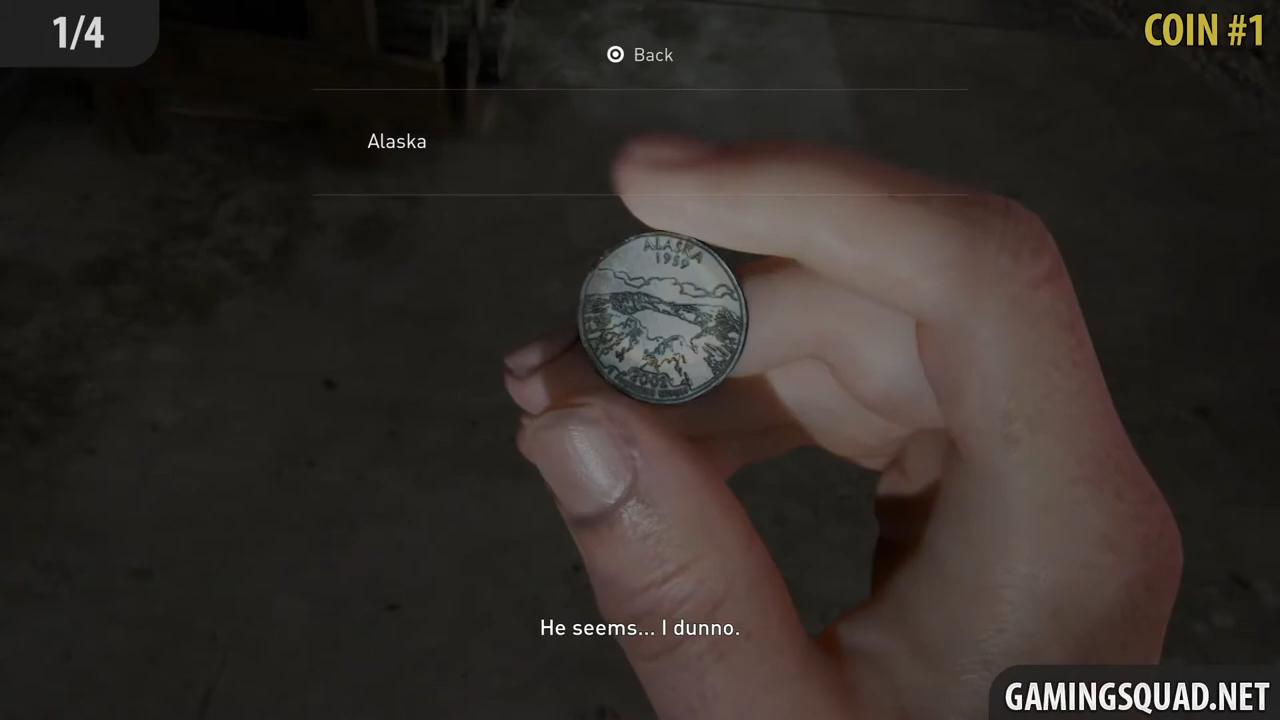 1/4
COIN #1
Back
Alaska
ALASKA
1959
He seems... I dunno.
GAMINGSQUAD.NET